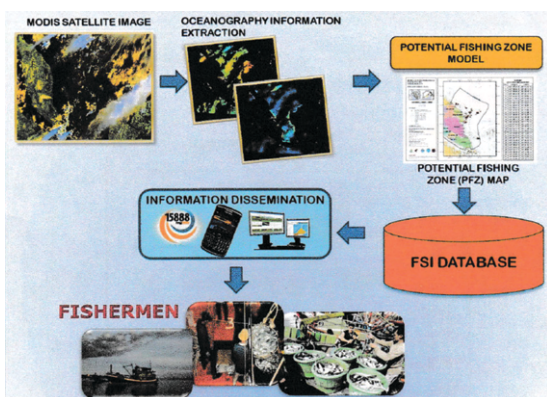 MODIS SATELLITE IMAGE
OCEANOGRAPHY INFORMATION
EXTRACTION
POTENTIAL FISHING ZONE
MODEL
POTENTIAL FISHING
ZONE (PFZ) MAP
INFORMATION DISSEMINATION
15888
FSI DATABASE
FISHERMEN